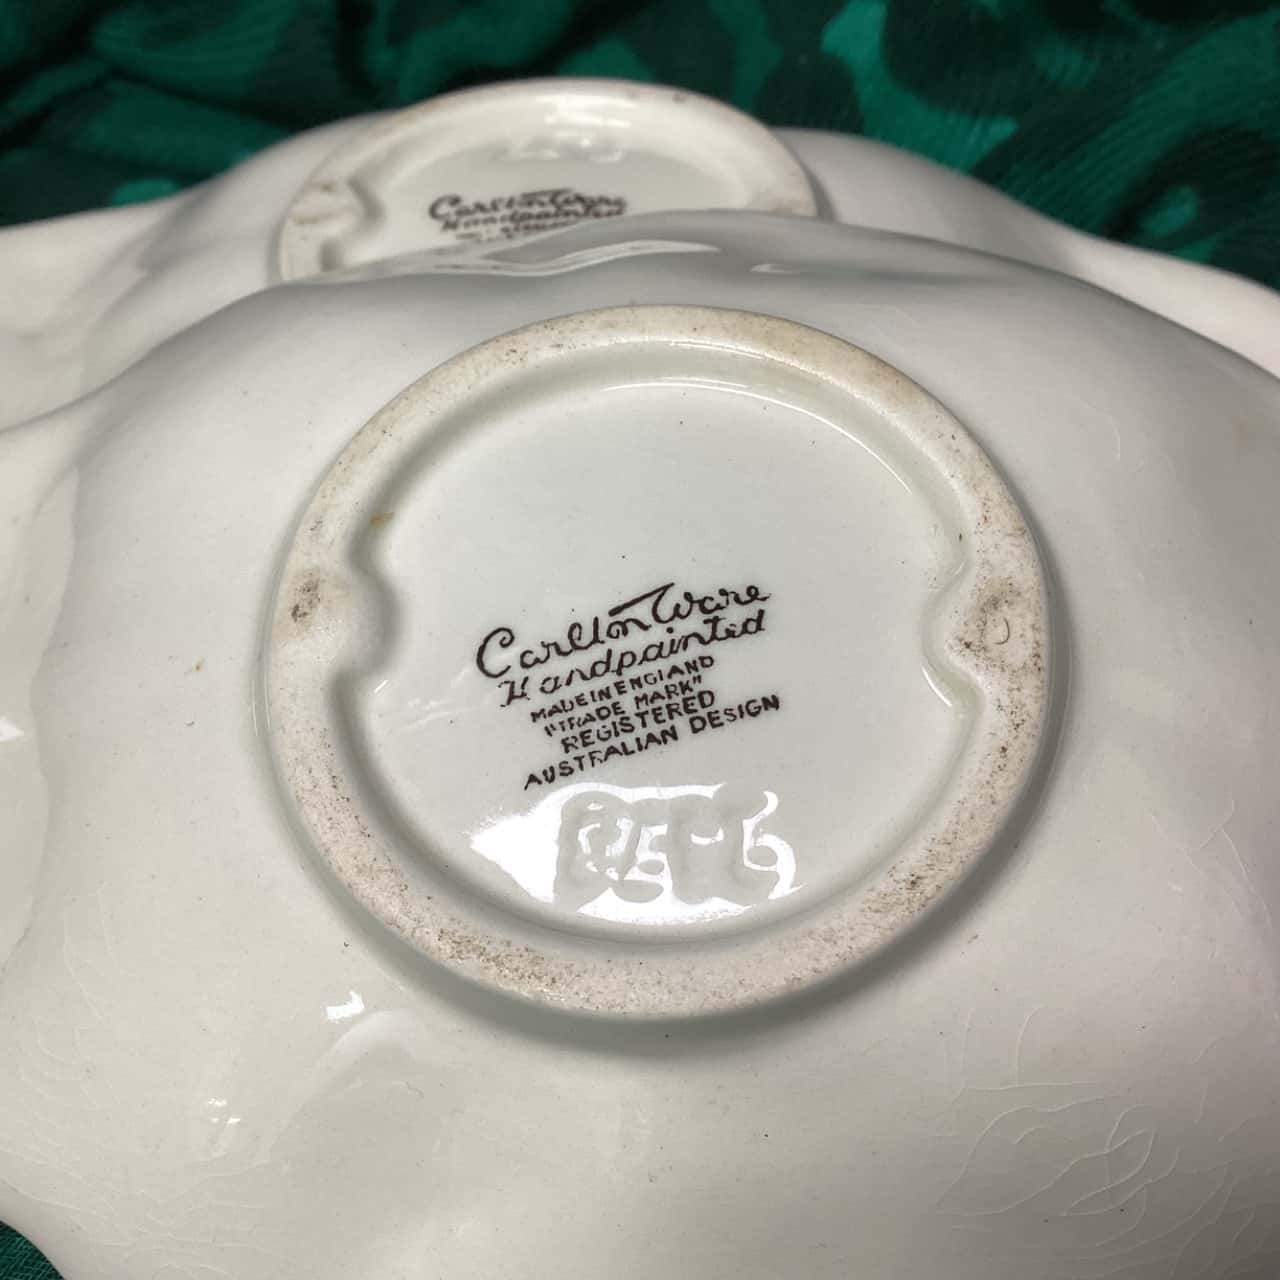 Carlton Ware
Handpainted
Carlton Ware
Handpainted
MADE IN ENGLAND
"TRADE MARK"
REGISTERED
AUSTRALIAN DESIGN